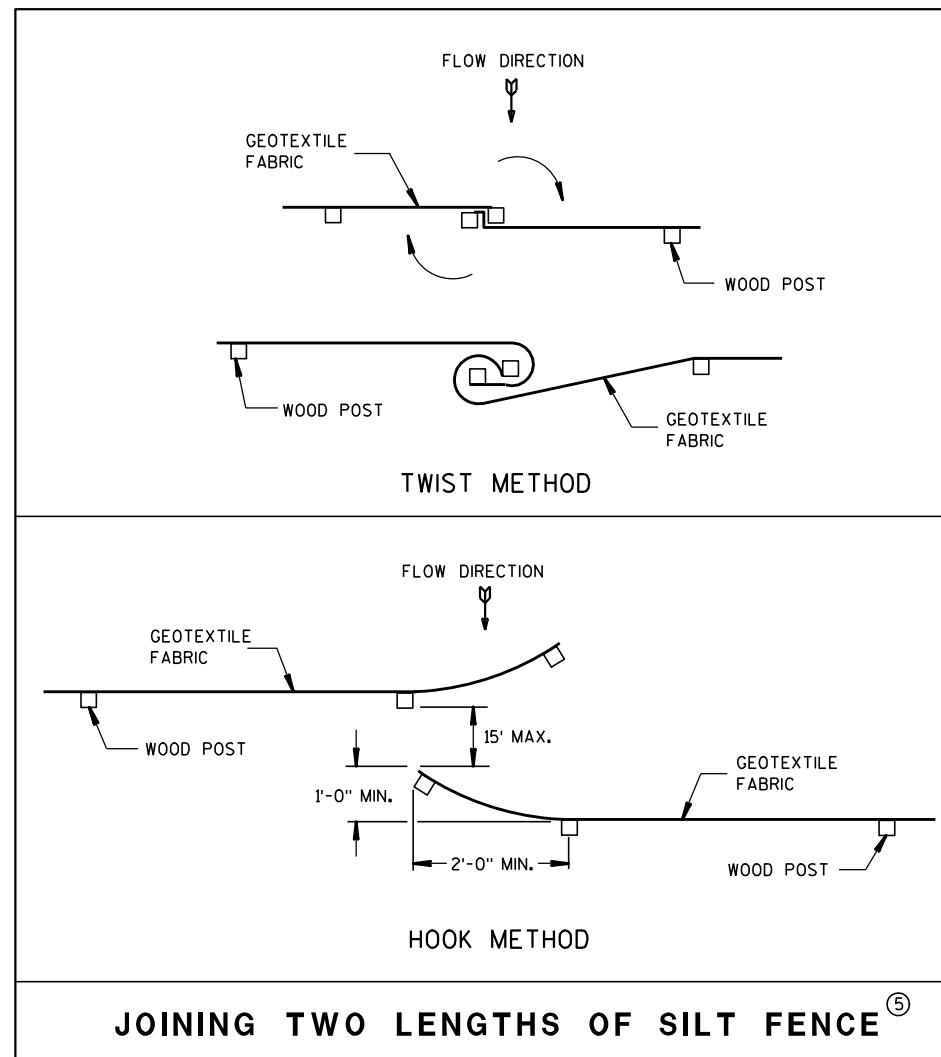 FLOW DIRECTION
GEOTEXTILE
FABRIC
WOOD POST
WOOD POST
GEOTEXTILE
FABRIC
TWIST METHOD
FLOW DIRECTION
GEOTEXTILE
FABRIC
WOOD POST
15' MAX.
1'-0" MIN.
GEOTEXTILE
FABRIC
2'-0" MIN.
WOOD POST
HOOK METHOD
JOINING TWO LENGTHS OF SILT FENCE ⑤